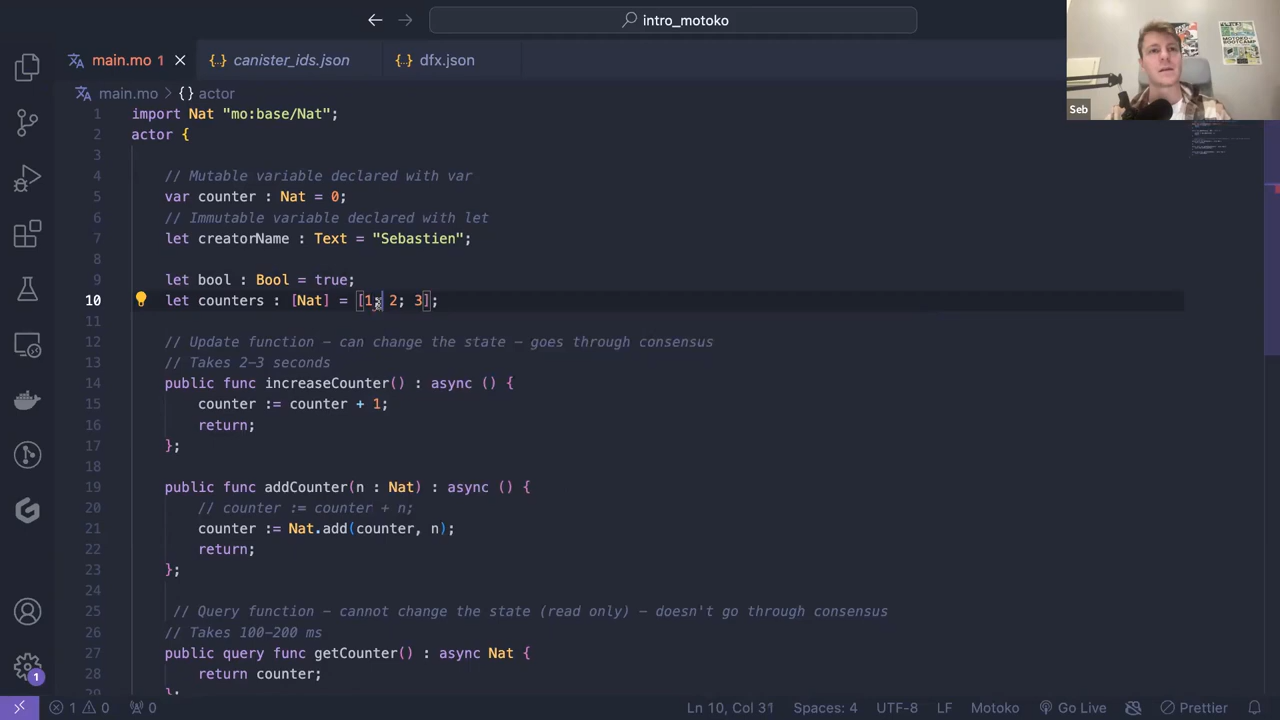 intro_motoko
main.mo 1
canister_ids.json
dfx.json
main.mo > {} actor
MOTOKO
BOOTCAMP
Seb
1 import Nat "mo:base/Nat";
2 actor {
3
4 // Mutable variable declared with var
5 var counter : Nat = 0;
6 // Immutable variable declared with let
7 let creatorName : Text = "Sebastien";
8
9 let bool : Bool = true;
10 let counters : [Nat] = [1; 2; 3];
11
12 // Update function – can change the state – goes through consensus
13 // Takes 2–3 seconds
14 public func increaseCounter() : async () {
15 counter := counter + 1;
16 return;
17 };
18
19 public func addCounter(n : Nat) : async () {
20 // counter := counter + n;
21 counter := Nat.add(counter, n);
22 return;
23 };
24
25 // Query function – cannot change the state (read only) – doesn't go through consensus
26 // Takes 100–200 ms
27 public query func getCounter() : async Nat {
28 return counter;
29 };
1
1 0 0 Ln 10, Col 31 Spaces: 4 UTF-8 LF Motoko Go Live Prettier